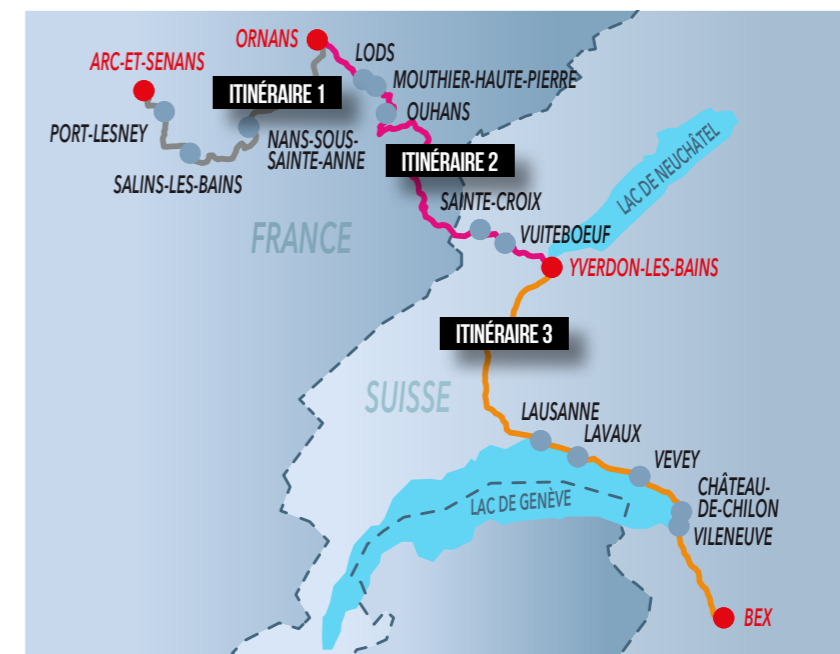 ORNANS
LODS
ARC-ET-SENANS
MOUTHIER-HAUTE-PIERRE
ITINÉRAIRE 1
OUHANS
PORT-LESNEY
NANS-SOUS-
SAINTE-ANNE
SALINS-LES-BAINS
ITINÉRAIRE 2
LAC DE NEUCHÂTEL
SAINTE-CROIX
FRANCE
VUITEBOEUF
YVERDON-LES-BAINS
ITINÉRAIRE 3
SUISSE
LAUSANNE
LAVAUX
VEVEY
CHÂTEAU-
DE-CHILON
LAC DE GENÈVE
VILENEUVE
BEX